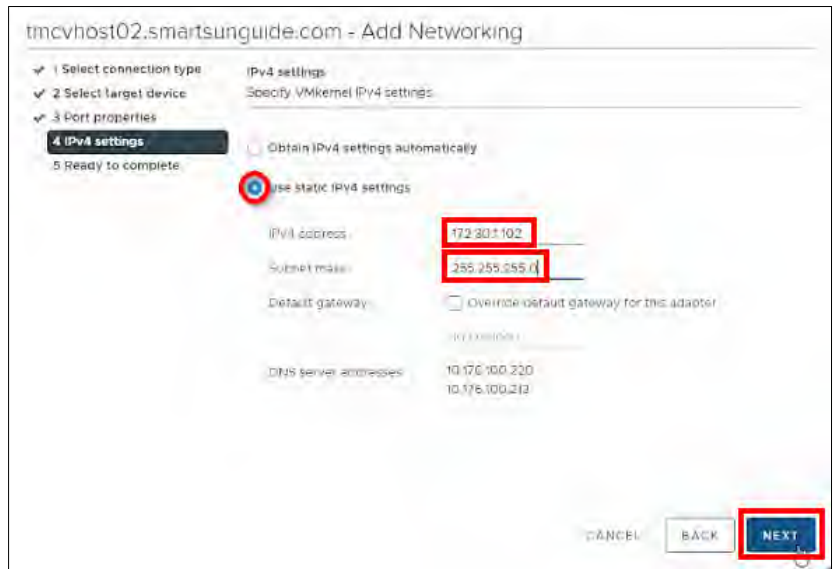 tmcvhost02.smartsunguide.com - Add Networking
1 Select connection type
2 Select target device
3 Port properties
4 IPv4 settings
5 Ready to complete
IPv4 settings
Specify VMkernel IPv4 settings
Obtain IPv4 settings automatically
Use static IPv4 settings
IPv4 address
172.30.1.102
Subnet mask
255.255.255.0
Default gateway
Override default gateway for this adapter
DNS server addresses
10.176.100.220
10.176.100.213
CANCEL
BACK
NEXT